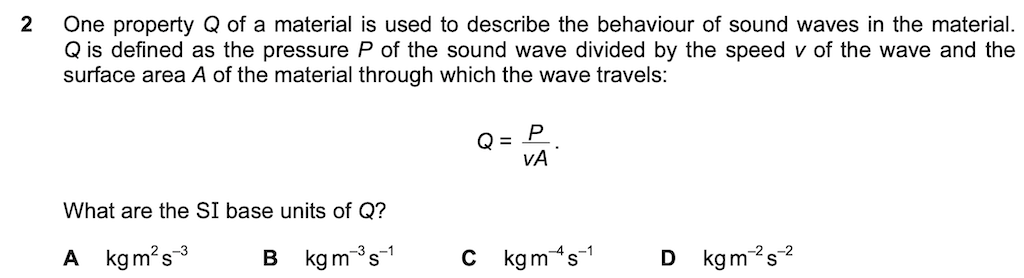 2 One property Q of a material is used to describe the behaviour of sound waves in the material.
Q is defined as the pressure P of the sound wave divided by the speed v of the wave and the
surface area A of the material through which the wave travels:
Q = P/vA.
What are the SI base units of Q?
A kg m² s⁻³ B kg m⁻³ s⁻¹ C kg m⁻⁴ s⁻¹ D kg m⁻² s⁻²